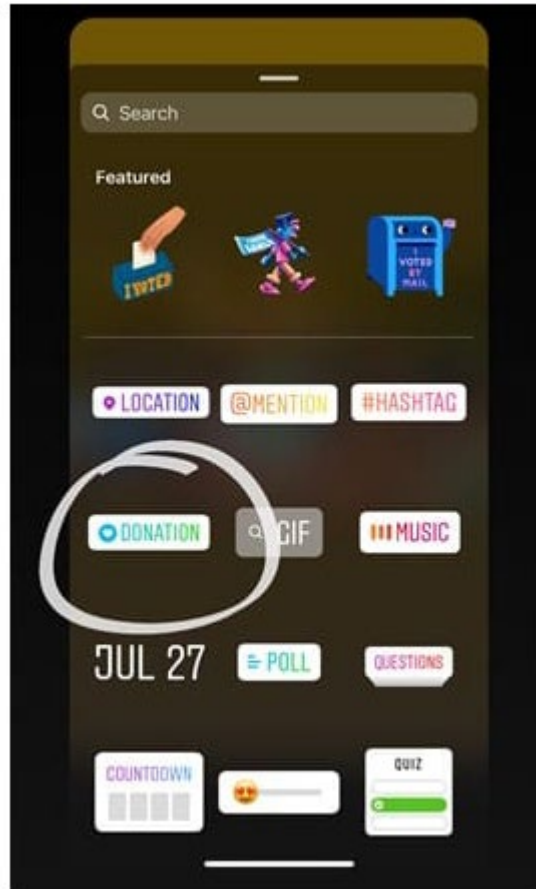 Search
Featured
I VOTED
I VOTED BY MAIL
LOCATION @MENTION #HASHTAG
DONATION GIF MUSIC
JUL 27 POLL QUESTIONS
COUNTDOWN QUIZ